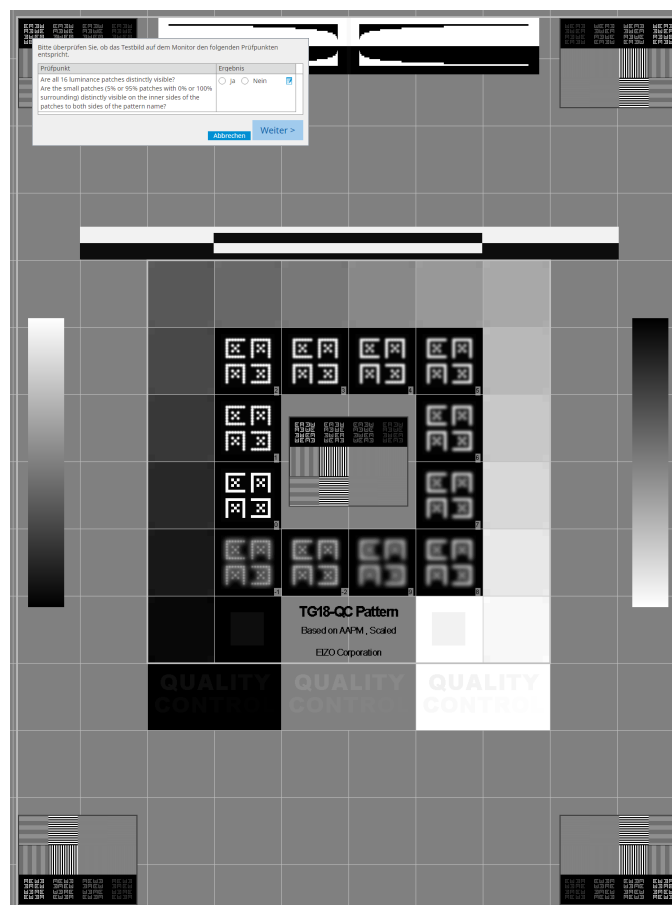 Bitte überprüfen Sie, ob das Testbild auf dem Monitor den folgenden Prüfpunkten
entspricht.
Prüfpunkt Ergebnis
Are all 16 luminance patches distinctly visible? Ja Nein
Are the small patches (5% or 95% patches with 0% or 100%
surrounding) distinctly visible on the inner sides of the
patches to both sides of the pattern name?
Abbrechen Weiter >
TG18-QC Pattern
Based on AAPM , Scaled
EIZO Corporation
QUALITY QUALITY QUALITY
CONTROL CONTROL CONTROL